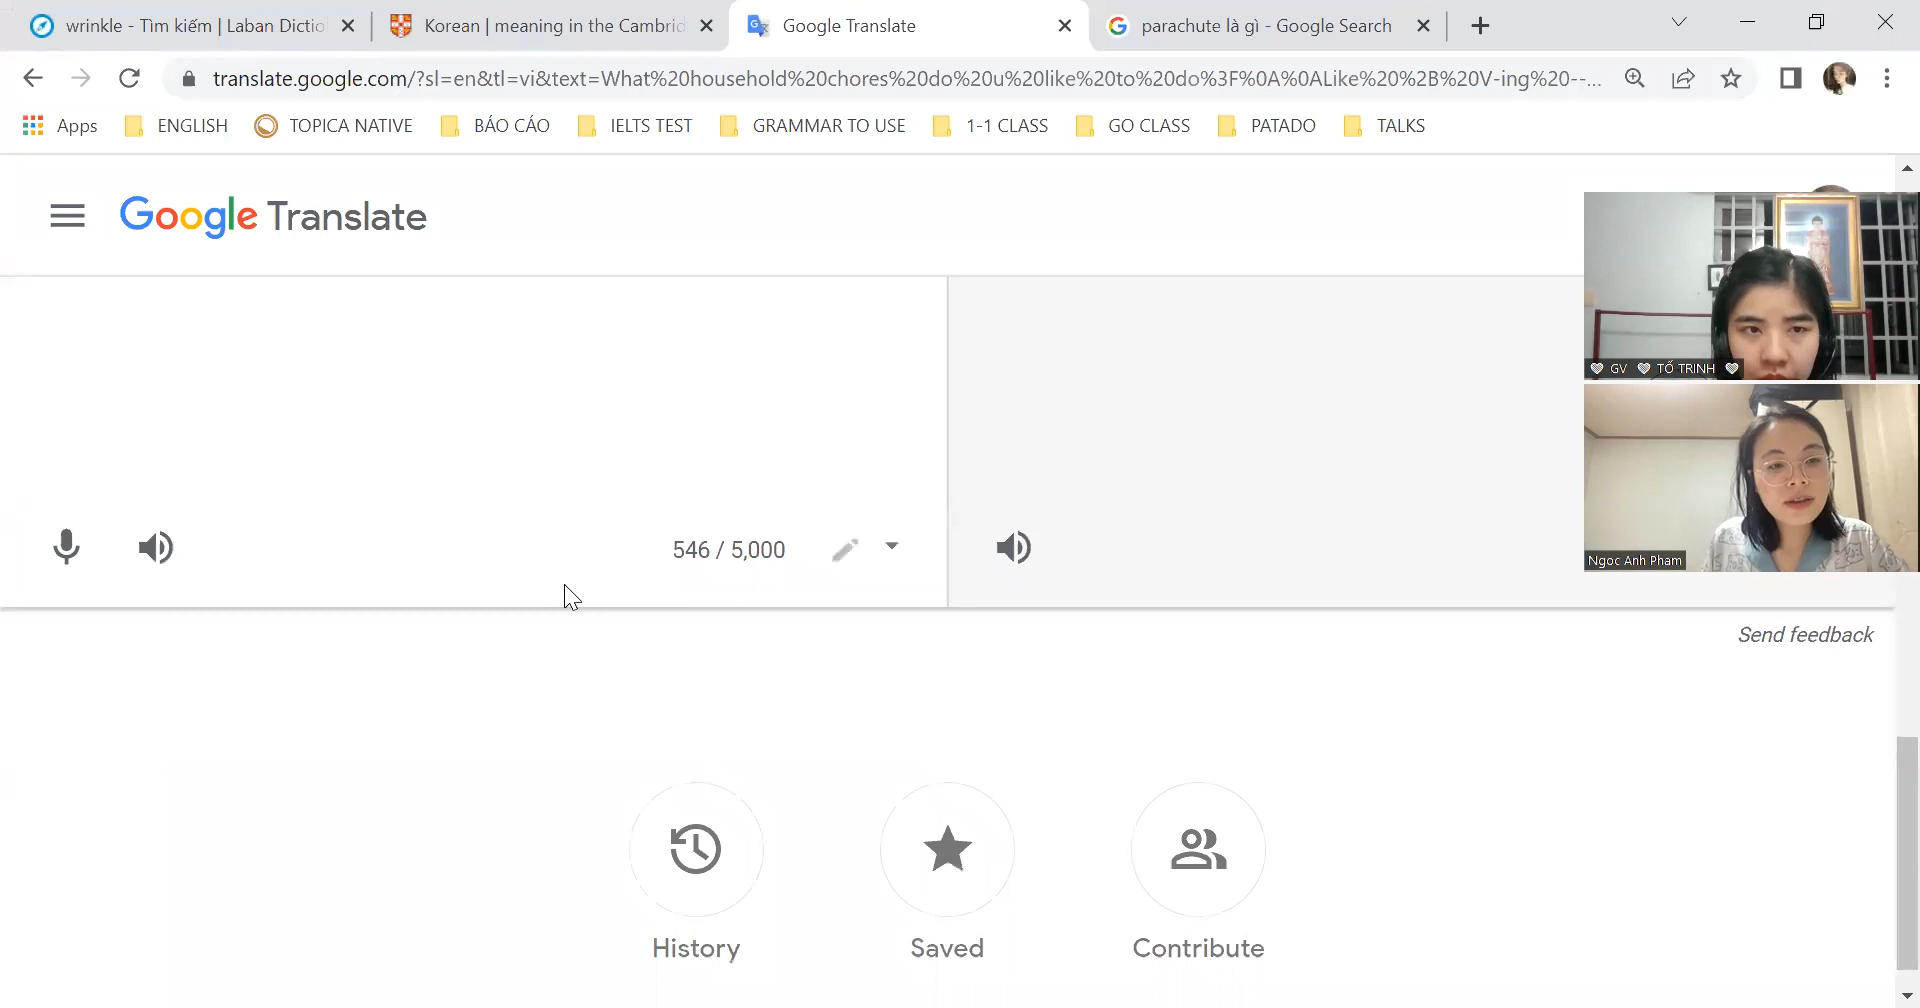 wrinkle - Tìm kiếm | Laban Dictio
Korean | meaning in the Cambrid
Google Translate
parachute là gì - Google Search
translate.google.com/?sl=en&tl=vi&text=What%20household%20chores%20do%20u%20like%20to%20do%3F%0A%0ALike%20%2B%20V-ing%20--...
Apps
ENGLISH
TOPICA NATIVE
BÁO CÁO
IELTS TEST
GRAMMAR TO USE
1-1 CLASS
GO CLASS
PATADO
TALKS
Google Translate
GV TỐ TRINH
Ngoc Anh Pham
546 / 5,000
Send feedback
History
Saved
Contribute